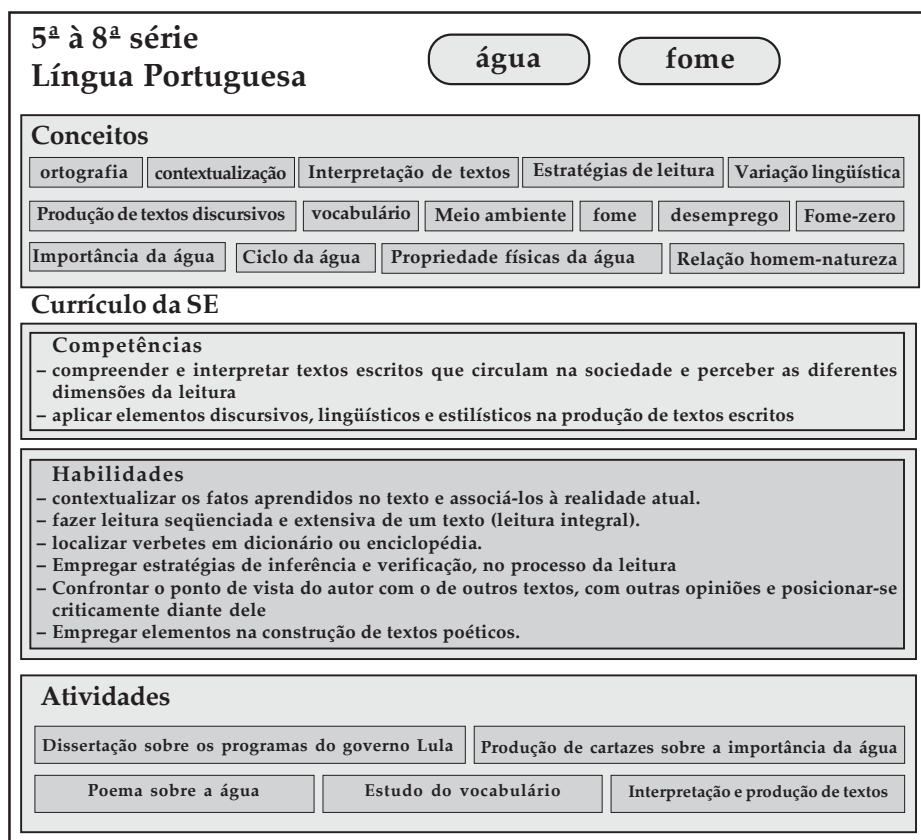 5ª à 8ª série
Língua Portuguesa
água
fome
Conceitos
ortografia
contextualização
Interpretação de textos
Estratégias de leitura
Variação lingüística
Produção de textos discursivos
vocabulário
Meio ambiente
fome
desemprego
Fome-zero
Importância da água
Ciclo da água
Propriedade físicas da água
Relação homem-natureza
Currículo da SE
Competências
– compreender e interpretar textos escritos que circulam na sociedade e perceber as diferentes
dimensões da leitura
– aplicar elementos discursivos, lingüísticos e estilísticos na produção de textos escritos
Habilidades
– contextualizar os fatos aprendidos no texto e associá-los à realidade atual.
– fazer leitura seqüenciada e extensiva de um texto (leitura integral).
– localizar verbetes em dicionário ou enciclopédia.
– Empregar estratégias de inferência e verificação, no processo da leitura
– Confrontar o ponto de vista do autor com o de outros textos, com outras opiniões e posicionar-se
criticamente diante dele
– Empregar elementos na construção de textos poéticos.
Atividades
Dissertação sobre os programas do governo Lula
Produção de cartazes sobre a importância da água
Poema sobre a água
Estudo do vocabulário
Interpretação e produção de textos